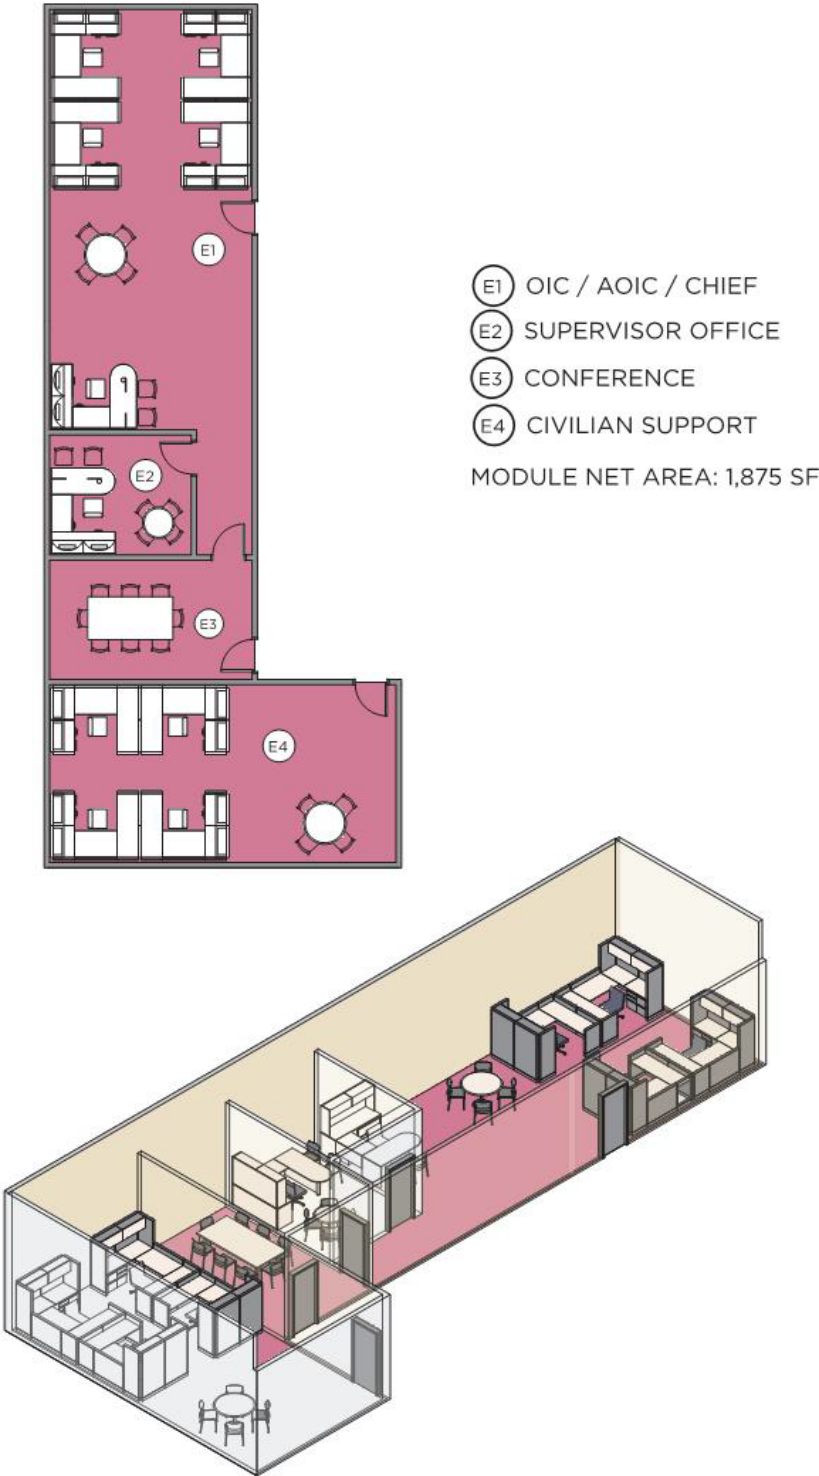 E1
E2
E3
E4
E1 OIC / AOIC / CHIEF
E2 SUPERVISOR OFFICE
E3 CONFERENCE
E4 CIVILIAN SUPPORT
MODULE NET AREA: 1,875 SF